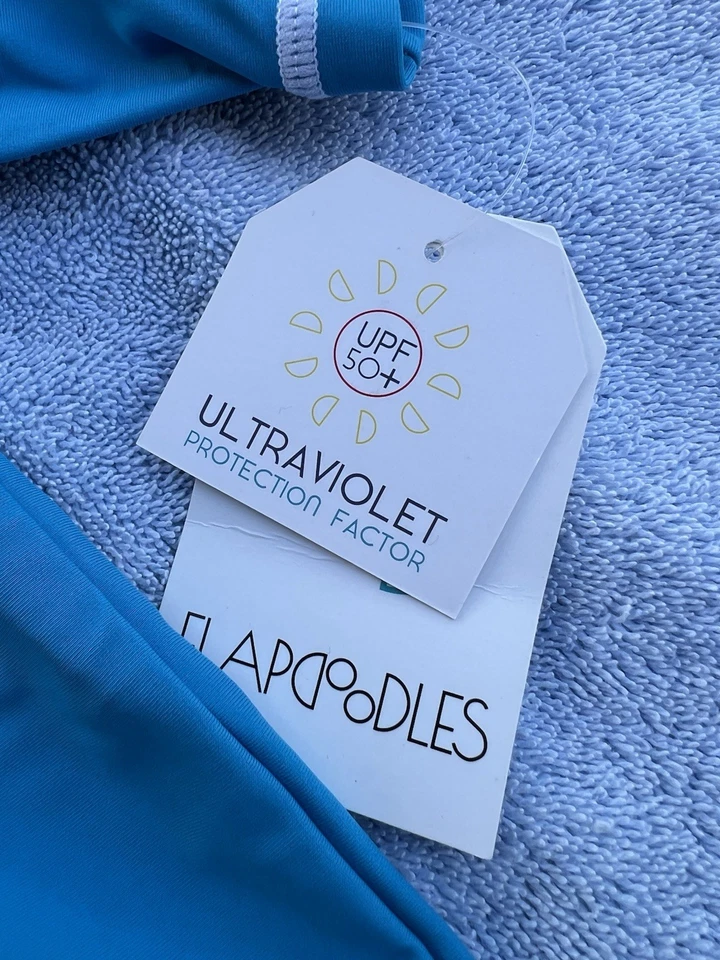 UPF
50+
ULTRAVIOLET
PROTECTION FACTOR
FLAPDOODLES